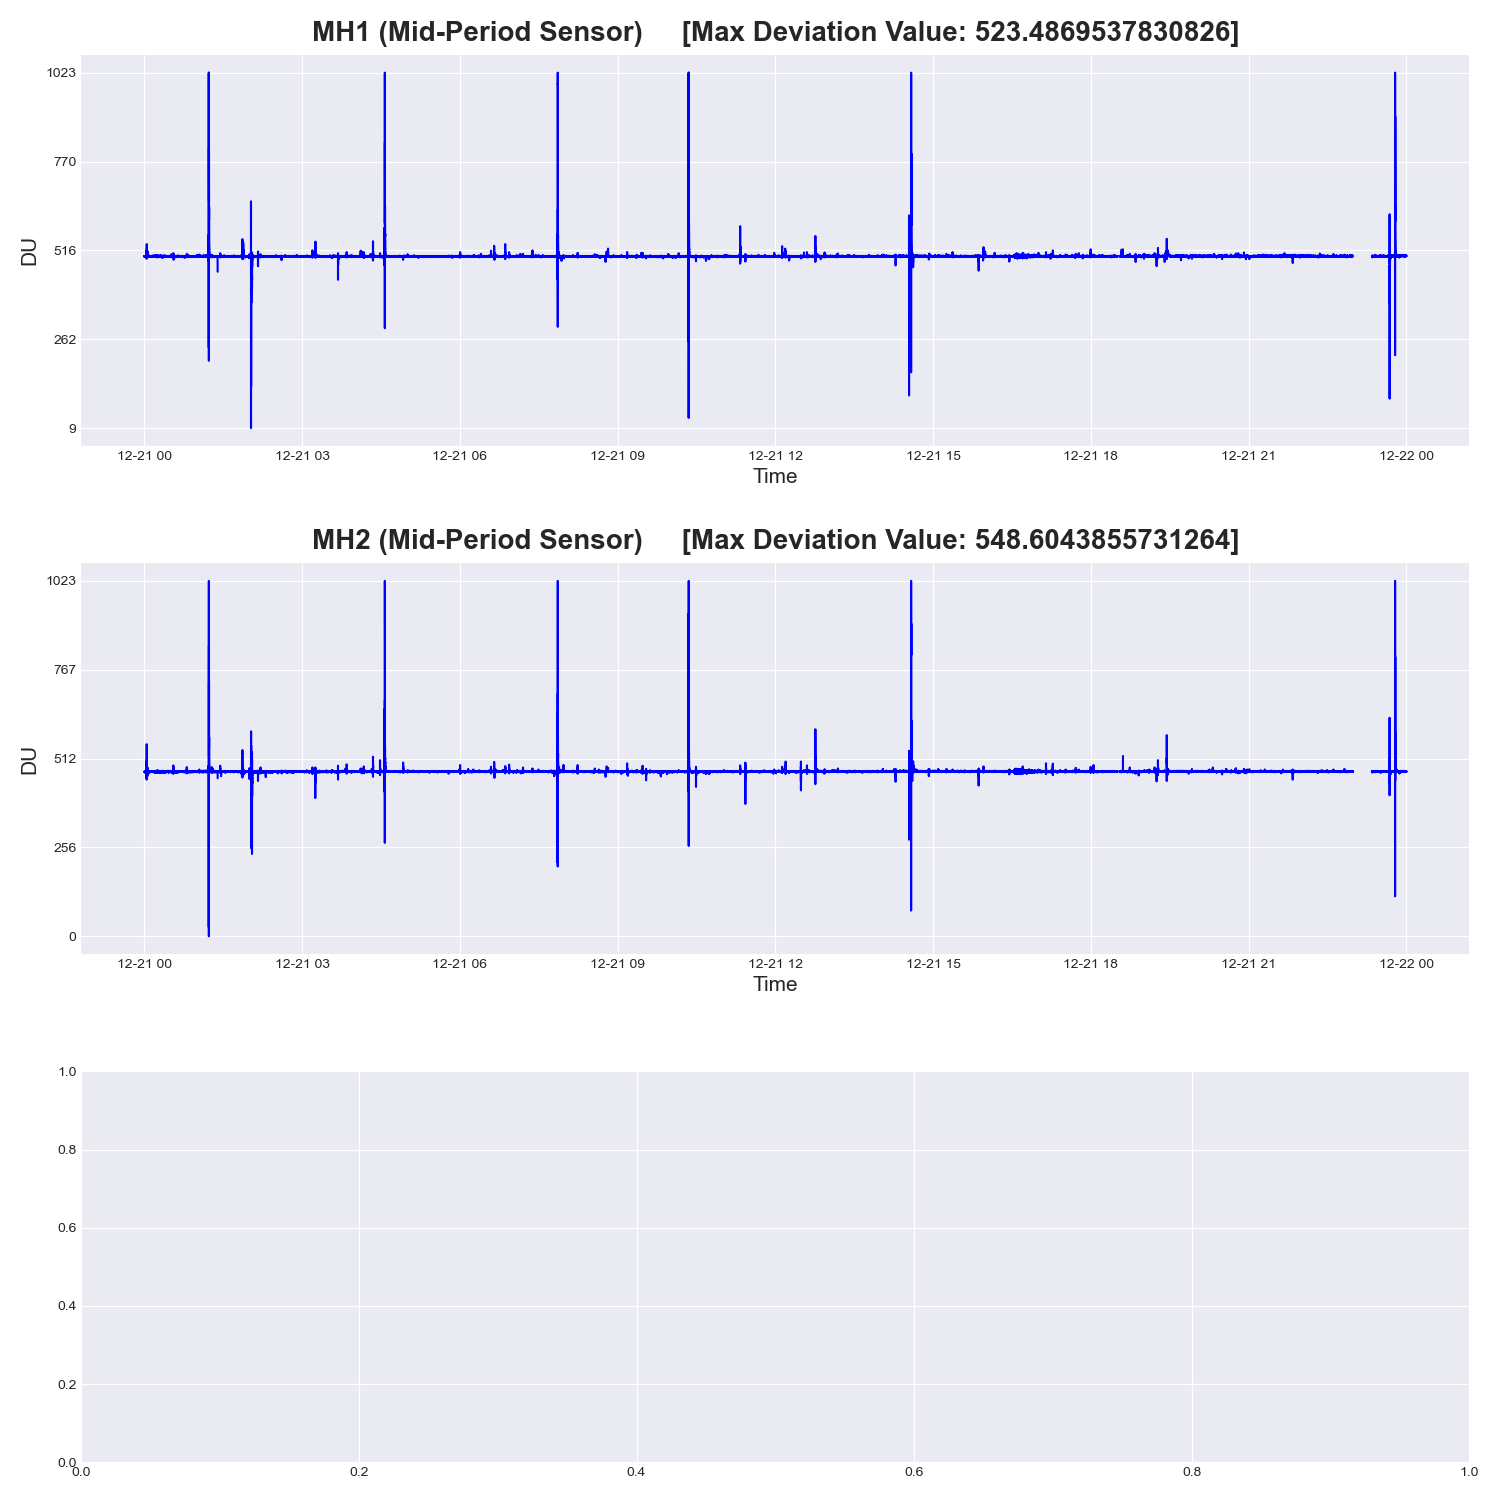 MH1 (Mid-Period Sensor) [Max Deviation Value: 523.4869537830826]
1023
770
516
262
9
DU
12-21 00 12-21 03 12-21 06 12-21 09 12-21 12 12-21 15 12-21 18 12-21 21 12-22 00
Time
MH2 (Mid-Period Sensor) [Max Deviation Value: 548.6043855731264]
1023
767
512
256
0
DU
12-21 00 12-21 03 12-21 06 12-21 09 12-21 12 12-21 15 12-21 18 12-21 21 12-22 00
Time
1.0
0.8
0.6
0.4
0.2
0.0
0.0 0.2 0.4 0.6 0.8 1.0